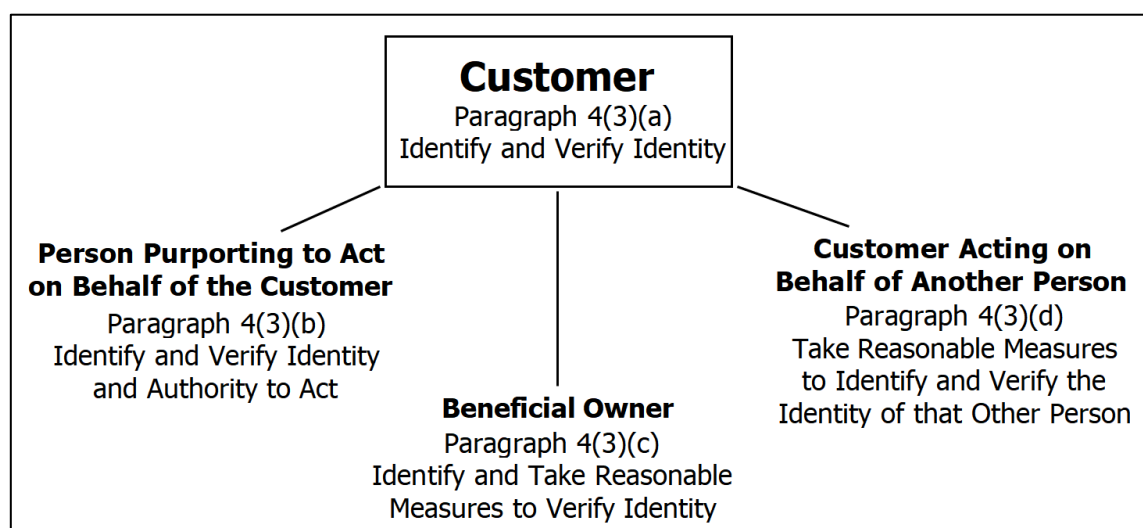 Customer
Paragraph 4(3)(a)
Identify and Verify Identity
Person Purporting to Act
on Behalf of the Customer
Paragraph 4(3)(b)
Identify and Verify Identity
and Authority to Act
Beneficial Owner
Paragraph 4(3)(c)
Identify and Take Reasonable
Measures to Verify Identity
Customer Acting on
Behalf of Another Person
Paragraph 4(3)(d)
Take Reasonable Measures
to Identify and Verify the
Identity of that Other Person